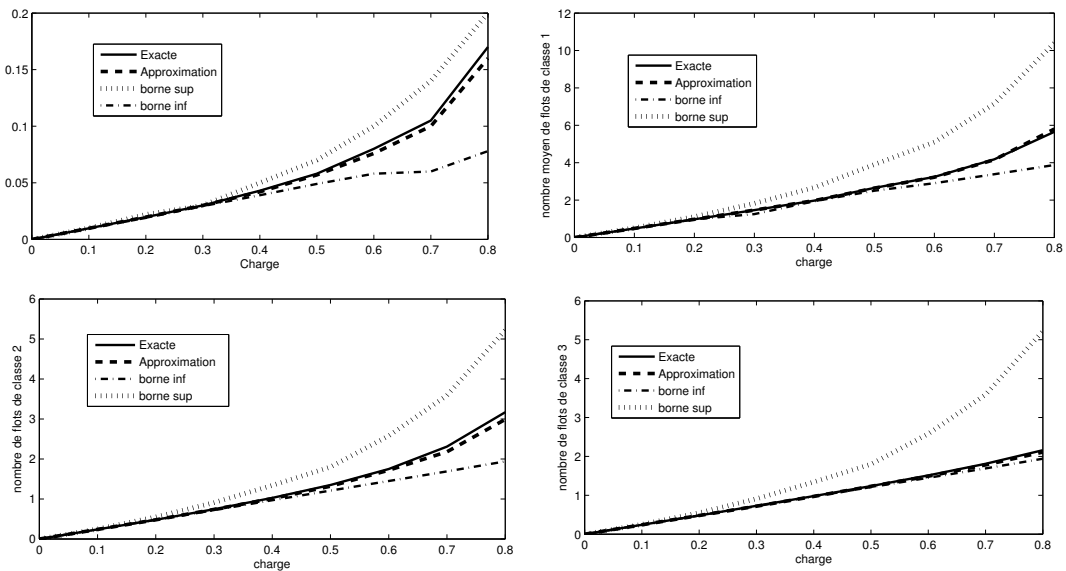 0.2
0.15
0.1
0.05
0
0 0.1 0.2 0.3 0.4 0.5 0.6 0.7 0.8
Charge
Exacte
Approximation
borne sup
borne inf
12
10
8
6
4
2
0
0 0.1 0.2 0.3 0.4 0.5 0.6 0.7 0.8
charge
nombre moyen de flots de classe 1
Exacte
Approximation
borne inf
borne sup
6
5
4
3
2
1
0
0 0.1 0.2 0.3 0.4 0.5 0.6 0.7 0.8
charge
nombre de flots de classe 2
Exacte
Approximation
borne inf
borne sup
6
5
4
3
2
1
0
0 0.1 0.2 0.3 0.4 0.5 0.6 0.7 0.8
charge
nombre de flots de classe 3
Exacte
Approximation
borne inf
borne sup